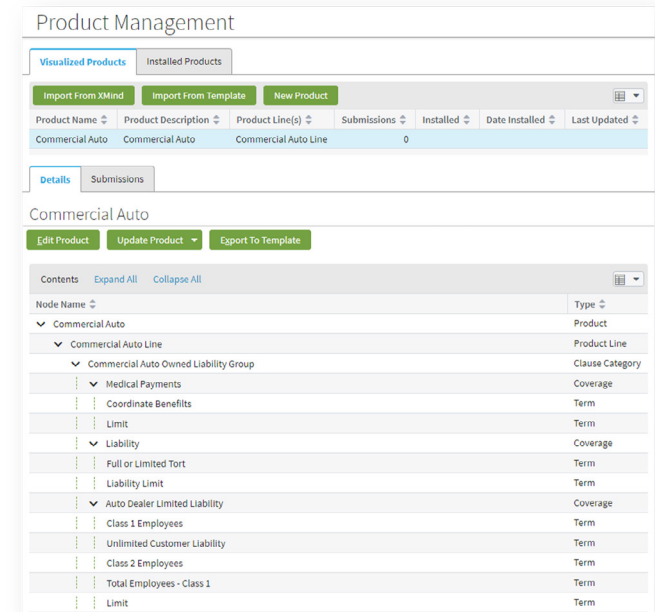 Product Management
Visualized Products Installed Products
Import From XMind Import From Template New Product
Product Name Product Description Product Line(s) Submissions Installed Date Installed Last Updated
Commercial Auto Commercial Auto Commercial Auto Line 0
Details Submissions
Commercial Auto
Edit Product Update Product Export To Template
Contents Expand All Collapse All
Node Name Type
Commercial Auto Product
Commercial Auto Line Product Line
Commercial Auto Owned Liability Group Clause Category
Medical Payments Coverage
Coordinate Benefilts Term
Limit Term
Liability Coverage
Full or Limited Tort Term
Liability Limit Term
Auto Dealer Limited Liability Coverage
Class 1 Employees Term
Unlimited Customer Liability Term
Class 2 Employees Term
Total Employees - Class 1 Term
Limit Term